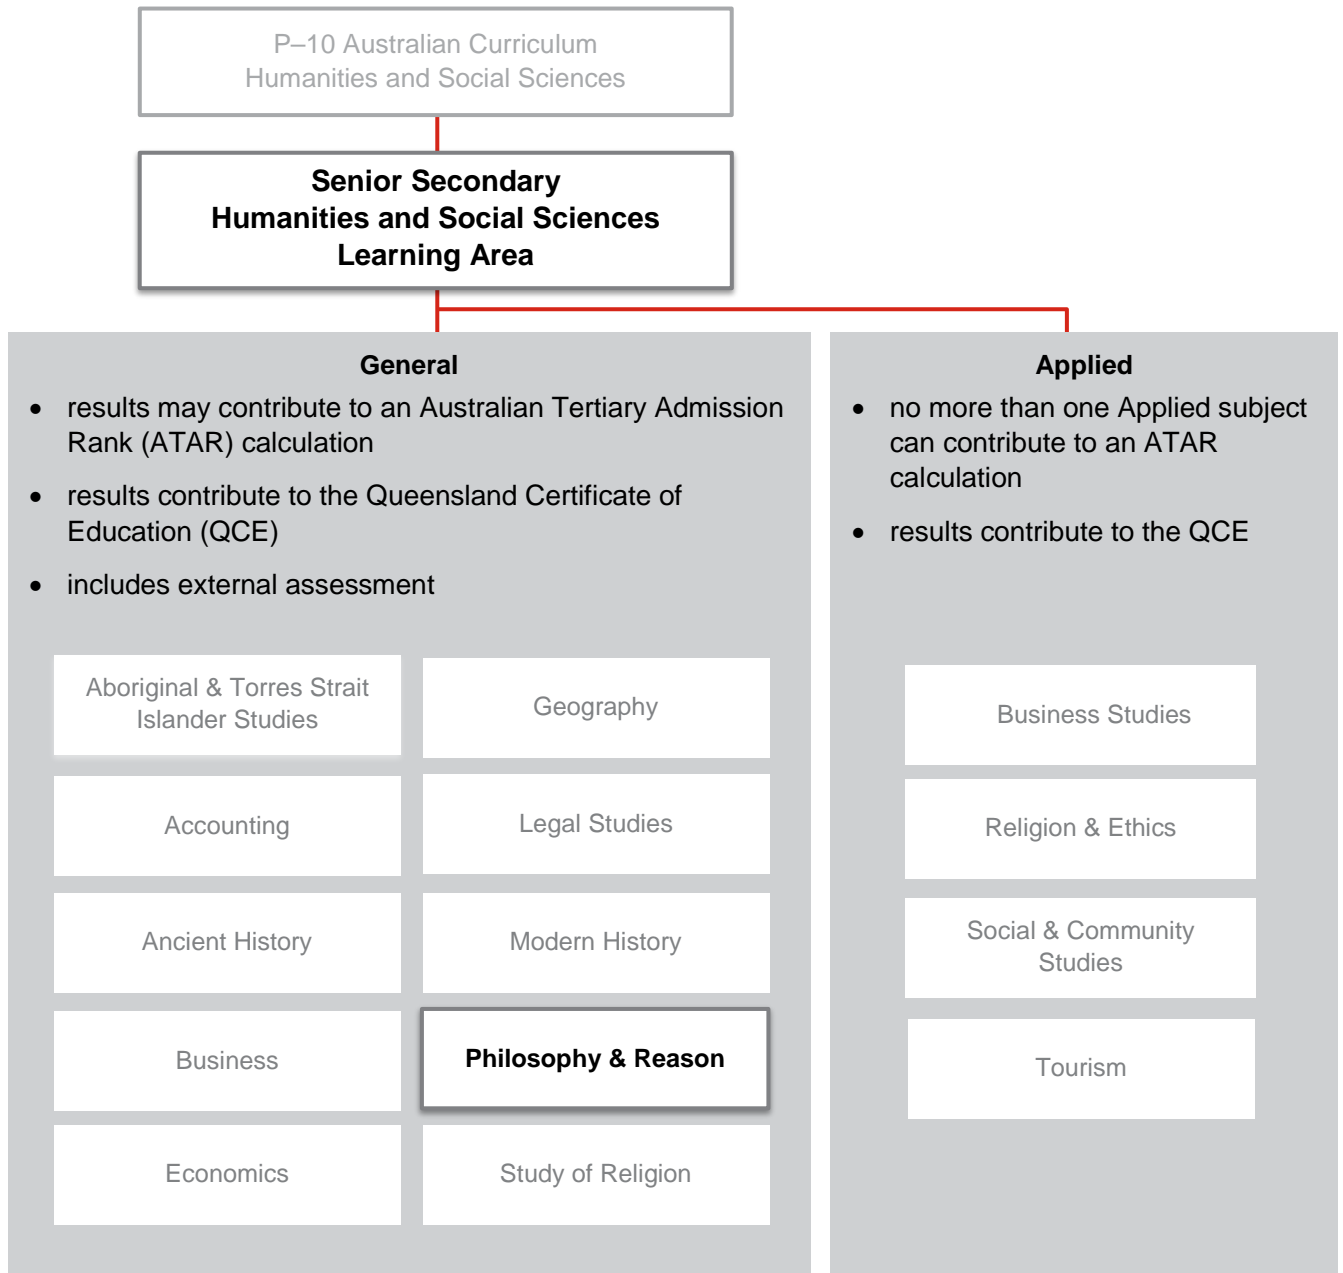 P–10 Australian Curriculum
Humanities and Social Sciences
Senior Secondary
Humanities and Social Sciences
Learning Area
General
• results may contribute to an Australian Tertiary Admission
Rank (ATAR) calculation
• results contribute to the Queensland Certificate of
Education (QCE)
• includes external assessment
Aboriginal & Torres Strait
Islander Studies
Geography
Accounting
Legal Studies
Ancient History
Modern History
Business
Philosophy & Reason
Economics
Study of Religion
Applied
• no more than one Applied subject
can contribute to an ATAR
calculation
• results contribute to the QCE
Business Studies
Religion & Ethics
Social & Community
Studies
Tourism